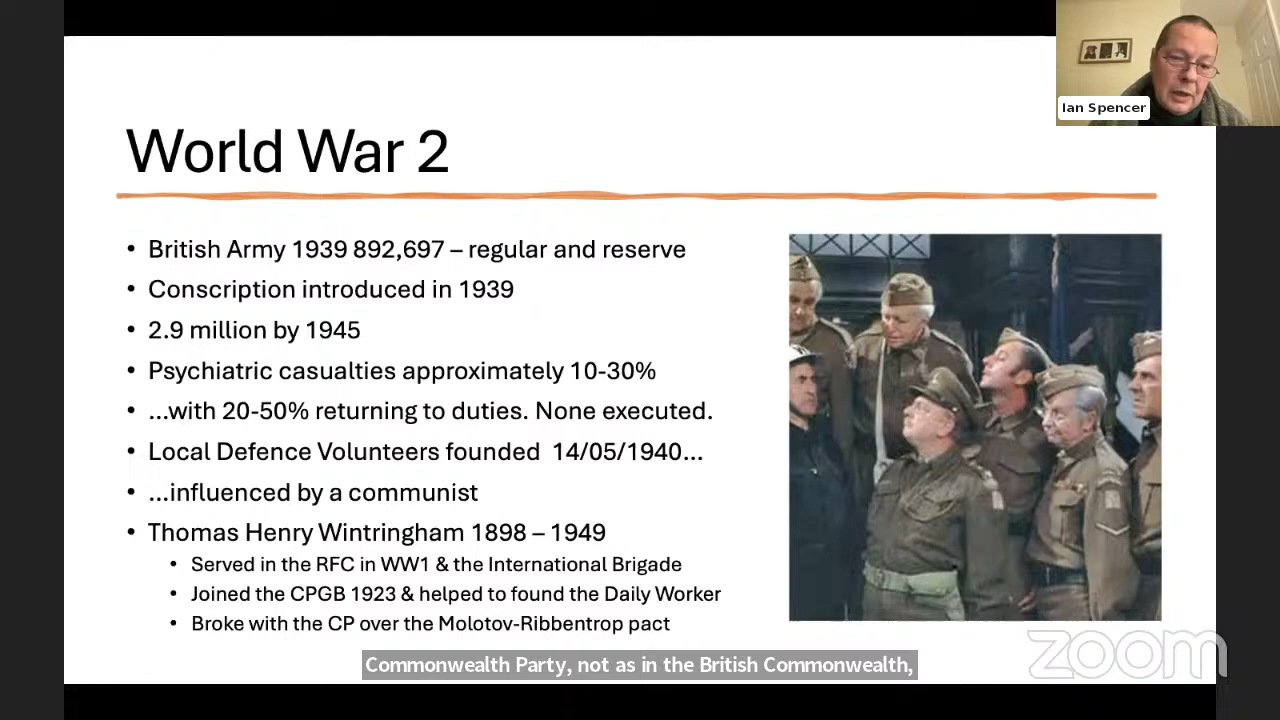 Ian Spencer
World War 2
• British Army 1939 892,697 – regular and reserve
• Conscription introduced in 1939
• 2.9 million by 1945
• Psychiatric casualties approximately 10-30%
• …with 20-50% returning to duties. None executed.
• Local Defence Volunteers founded 14/05/1940…
• …influenced by a communist
• Thomas Henry Wintringham 1898 – 1949
• Served in the RFC in WW1 & the International Brigade
• Joined the CPGB 1923 & helped to found the Daily Worker
• Broke with the CP over the Molotov-Ribbentrop pact
Commonwealth Party, not as in the British Commonwealth,
zoom